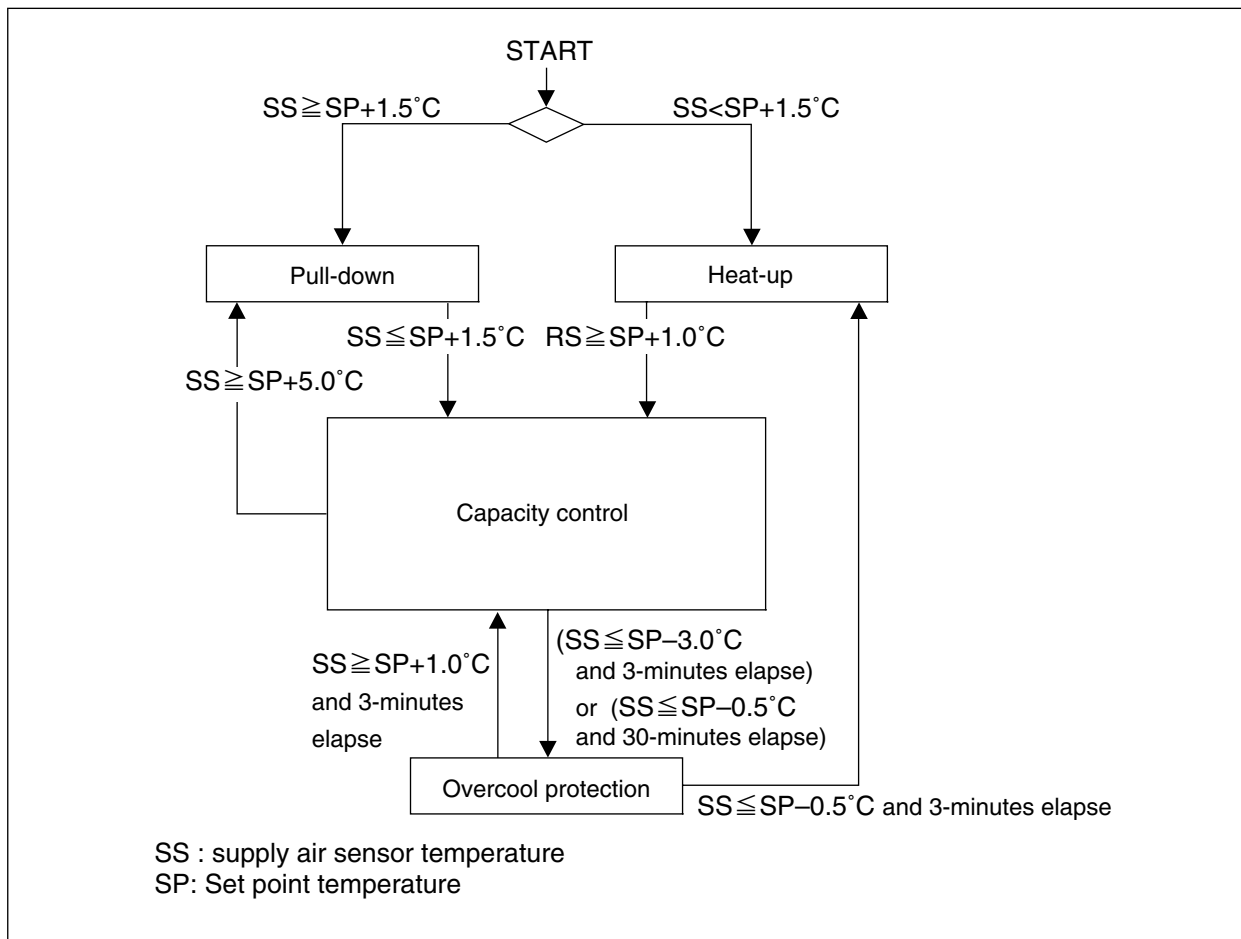 START
SS≧SP+1.5˚C
SS<SP+1.5˚C
Pull-down
Heat-up
SS≦SP+1.5˚C
RS≧SP+1.0˚C
SS≧SP+5.0˚C
Capacity control
SS≧SP+1.0˚C
and 3-minutes
elapse
(SS≦SP–3.0˚C
and 3-minutes elapse)
or (SS≦SP–0.5˚C
and 30-minutes elapse)
Overcool protection
SS≦SP–0.5˚C and 3-minutes elapse
SS : supply air sensor temperature
SP: Set point temperature